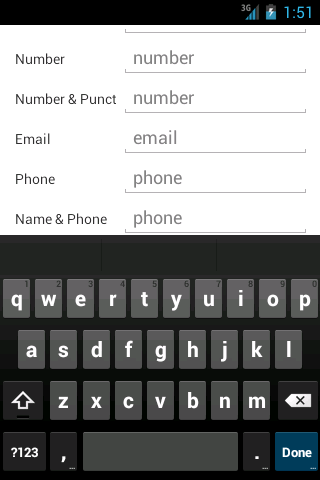 3G 1:51
Number number
Number & Punct number
Email email
Phone phone
Name & Phone phone
1 2 3 4 5 6 7 8 9 0
q w e r t y u i o p
a s d f g h j k l
z x c v b n m
?123 , ... . ... Done ...